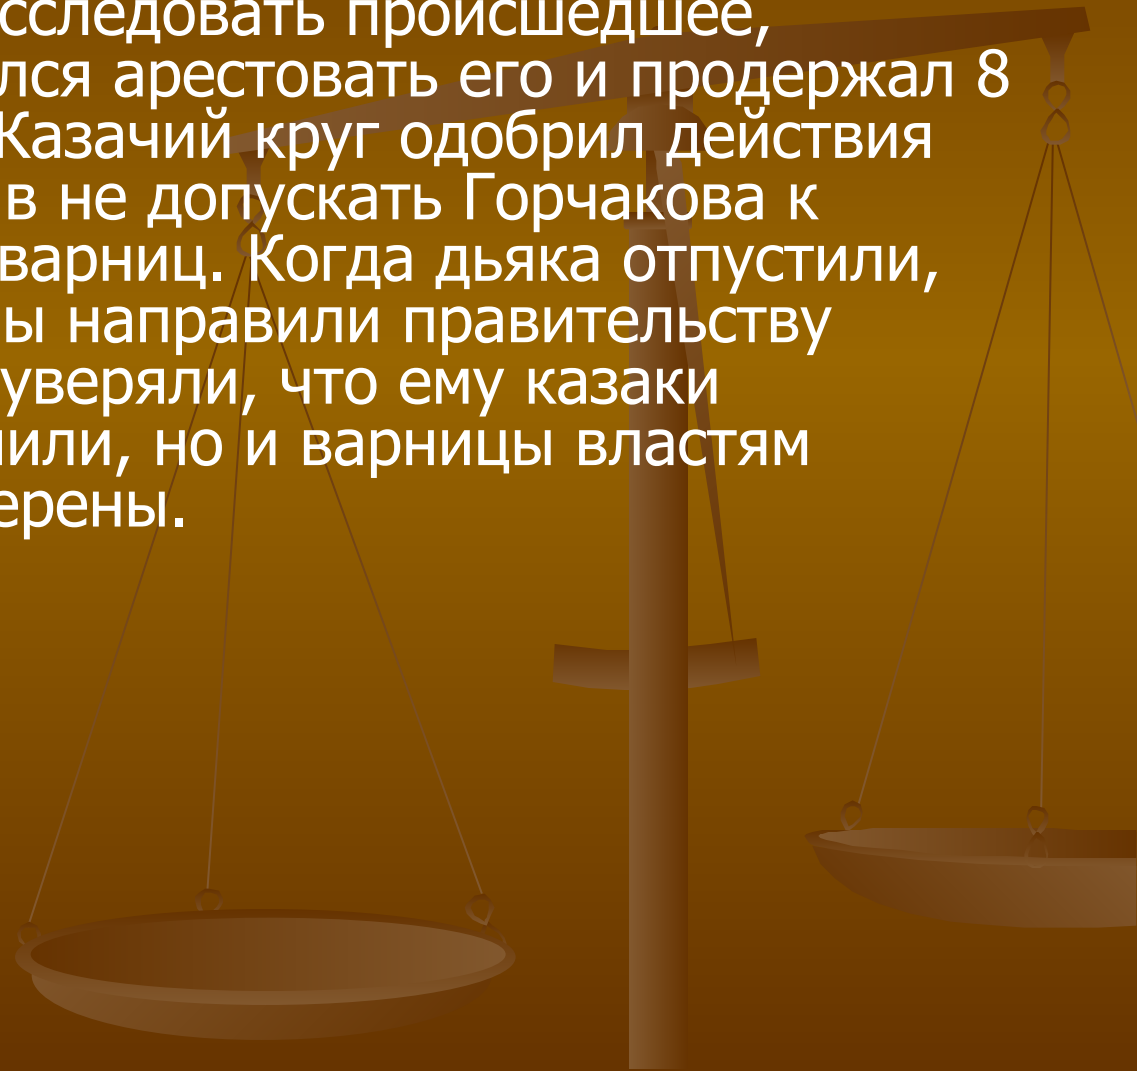 сследовать происшедшее,
лся арестовать его и продержал 8
Казачий круг одобрил действия
в не допускать Горчакова к
варниц. Когда дьяка отпустили,
ы направили правительству
уверяли, что ему казаки
или, но и варницы властям
ерены.